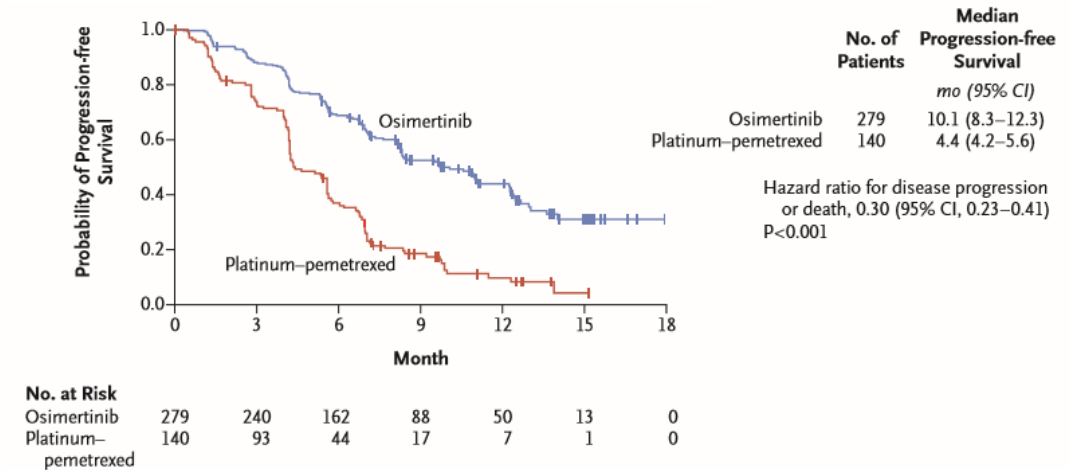 Probability of Progression-free
Survival
1.0
0.8
0.6
0.4
0.2
0.0
Osimertinib
Platinum–pemetrexed
0 3 6 9 12 15 18
Month
Median
No. of Progression-free
Patients Survival
mo (95% CI)
Osimertinib 279 10.1 (8.3–12.3)
Platinum–pemetrexed 140 4.4 (4.2–5.6)
Hazard ratio for disease progression
or death, 0.30 (95% CI, 0.23–0.41)
P<0.001
No. at Risk
Osimertinib 279 240 162 88 50 13 0
Platinum– 140 93 44 17 7 1 0
pemetrexed